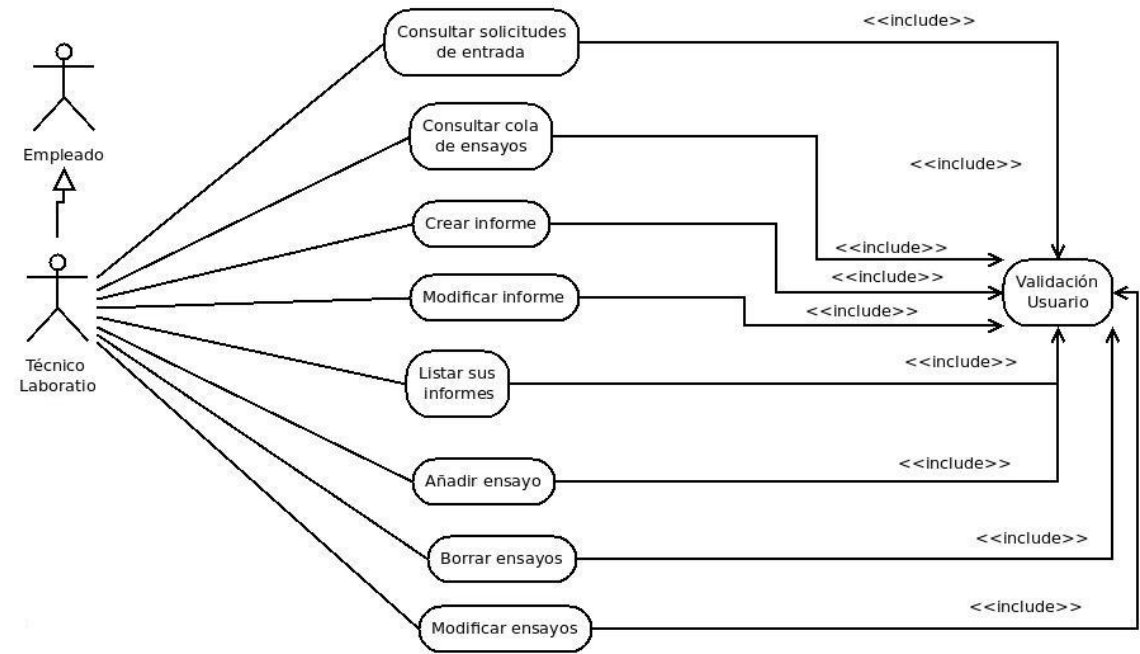 Consultar solicitudes
de entrada
<<include>>
Empleado
Consultar cola
de ensayos
<<include>>
Crear informe
<<include>>
Técnico
Laboratio
Modificar informe
<<include>>
<<include>>
Validación
Usuario
Listar sus
informes
<<include>>
Añadir ensayo
<<include>>
Borrar ensayos
<<include>>
Modificar ensayos
<<include>>